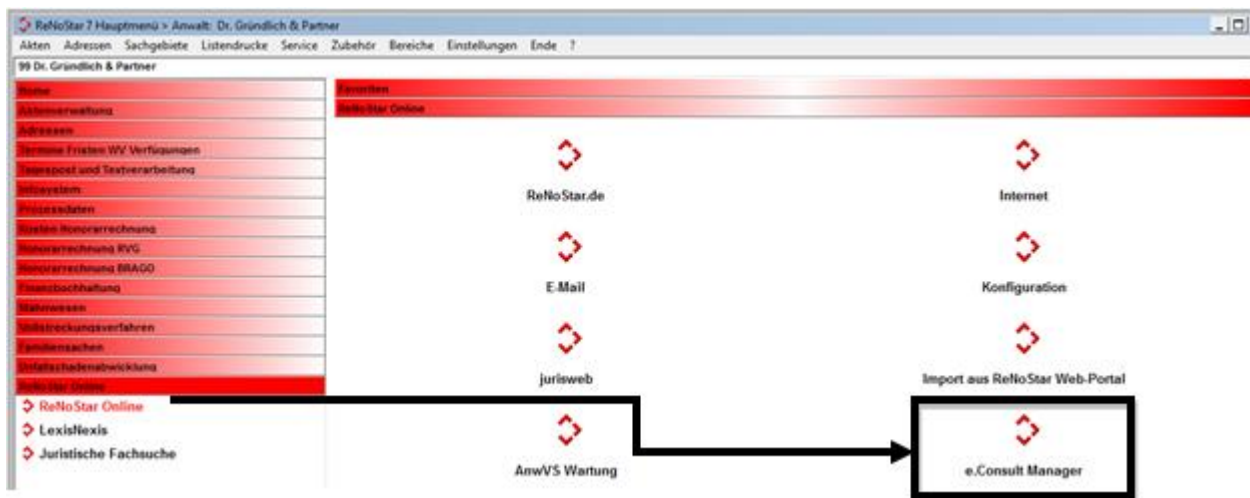 ReNoStar 7 Hauptmenü > Anwalt: Dr. Gründlich & Partner
Akten Adressen Sachgebiete Listendrucke Service Zubehör Bereiche Einstellungen Ende ?
99 Dr. Gründlich & Partner
Home
Aktenverwaltung
Adressen
Termine Fristen WV Verfügungen
Tagespost und Textverarbeitung
Infosystem
Prozessdaten
Kosten Honorarrechnung
Honorarrechnung RVG
Honorarrechnung BRAGO
Finanzbuchhaltung
Mahnwesen
Vollstreckungsverfahren
Familiensachen
Unfallschadenabwicklung
ReNoStar Online
ReNoStar Online
LexisNexis
Juristische Fachsuche
Favoriten
ReNoStar Online
ReNoStar.de
Internet
E-Mail
Konfiguration
jurisweb
Import aus ReNoStar Web-Portal
AnwVS Wartung
e.Consult Manager